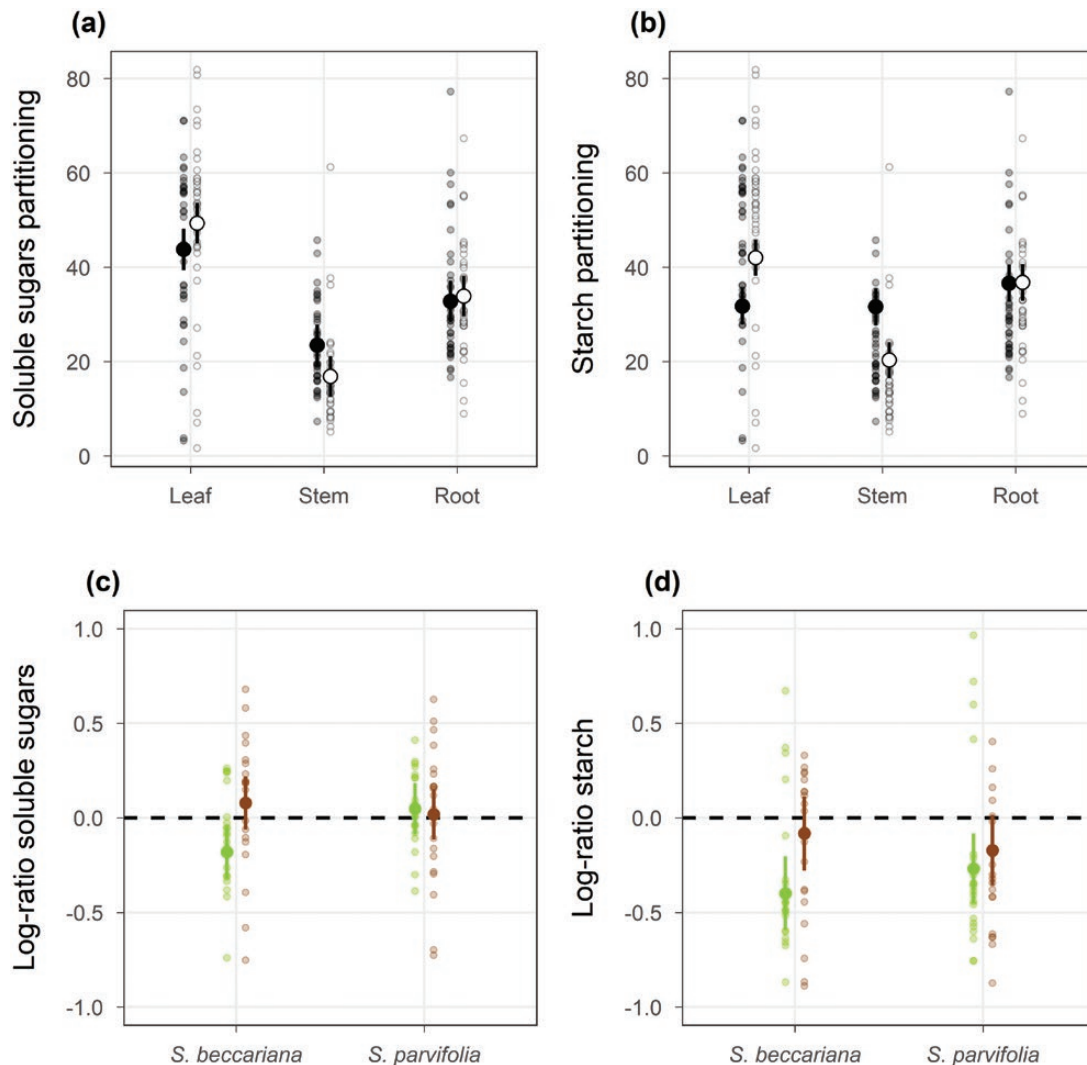 (a)
Soluble sugars partitioning
80
60
40
20
0
Leaf Stem Root
(b)
Starch partitioning
80
60
40
20
0
Leaf Stem Root
(c)
Log-ratio soluble sugars
1.0
0.5
0.0
-0.5
-1.0
S. beccariana S. parvifolia
(d)
Log-ratio starch
1.0
0.5
0.0
-0.5
-1.0
S. beccariana S. parvifolia